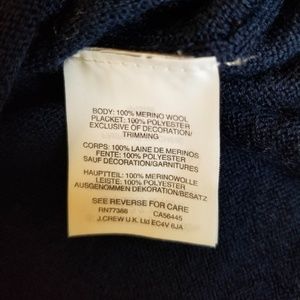 BODY: 100% MERINO WOOL
PLACKET: 100% POLYESTER
EXCLUSIVE OF DECORATION/
TRIMMING
CORPS: 100% LAINE DE MERINOS
FENTE: 100% POLYESTER
SAUF DÉCORATION/GARNITURES
HAUPTTEIL: 100% MERINOWOLLE
LEISTE: 100% POLYESTER
AUSGENOMMEN DEKORATION/BESATZ
SEE REVERSE FOR CARE
RN77388 CA56445
J.CREW U.K. Ltd EC4V 6JA